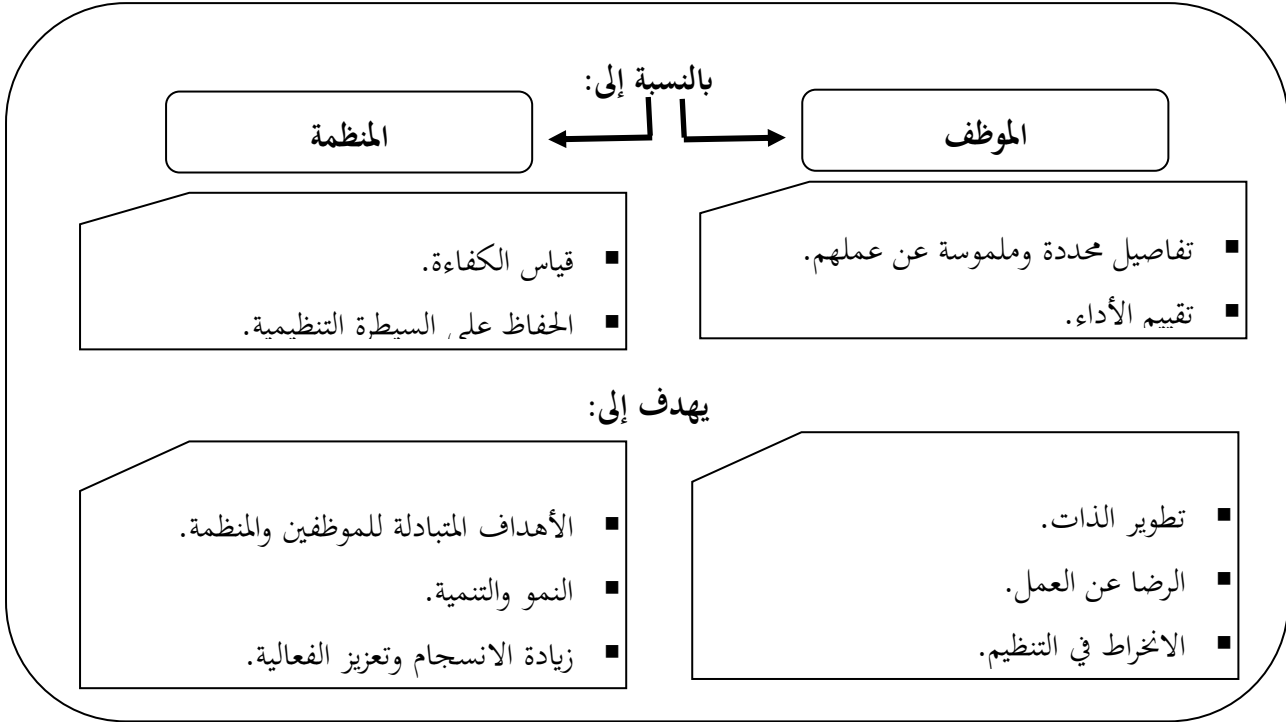 بالنسبة إلى:
الموظف
المنظمة
▪ تفاصيل محددة وملموسة عن عملهم.
▪ تقييم الأداء.
▪ قياس الكفاءة.
▪ الحفاظ على السيطرة التنظيمية.
يهدف إلى:
▪ تطوير الذات.
▪ الرضا عن العمل.
▪ الانخراط في التنظيم.
▪ الأهداف المتبادلة للموظفين والمنظمة.
▪ النمو والتنمية.
▪ زيادة الانسجام وتعزيز الفعالية.